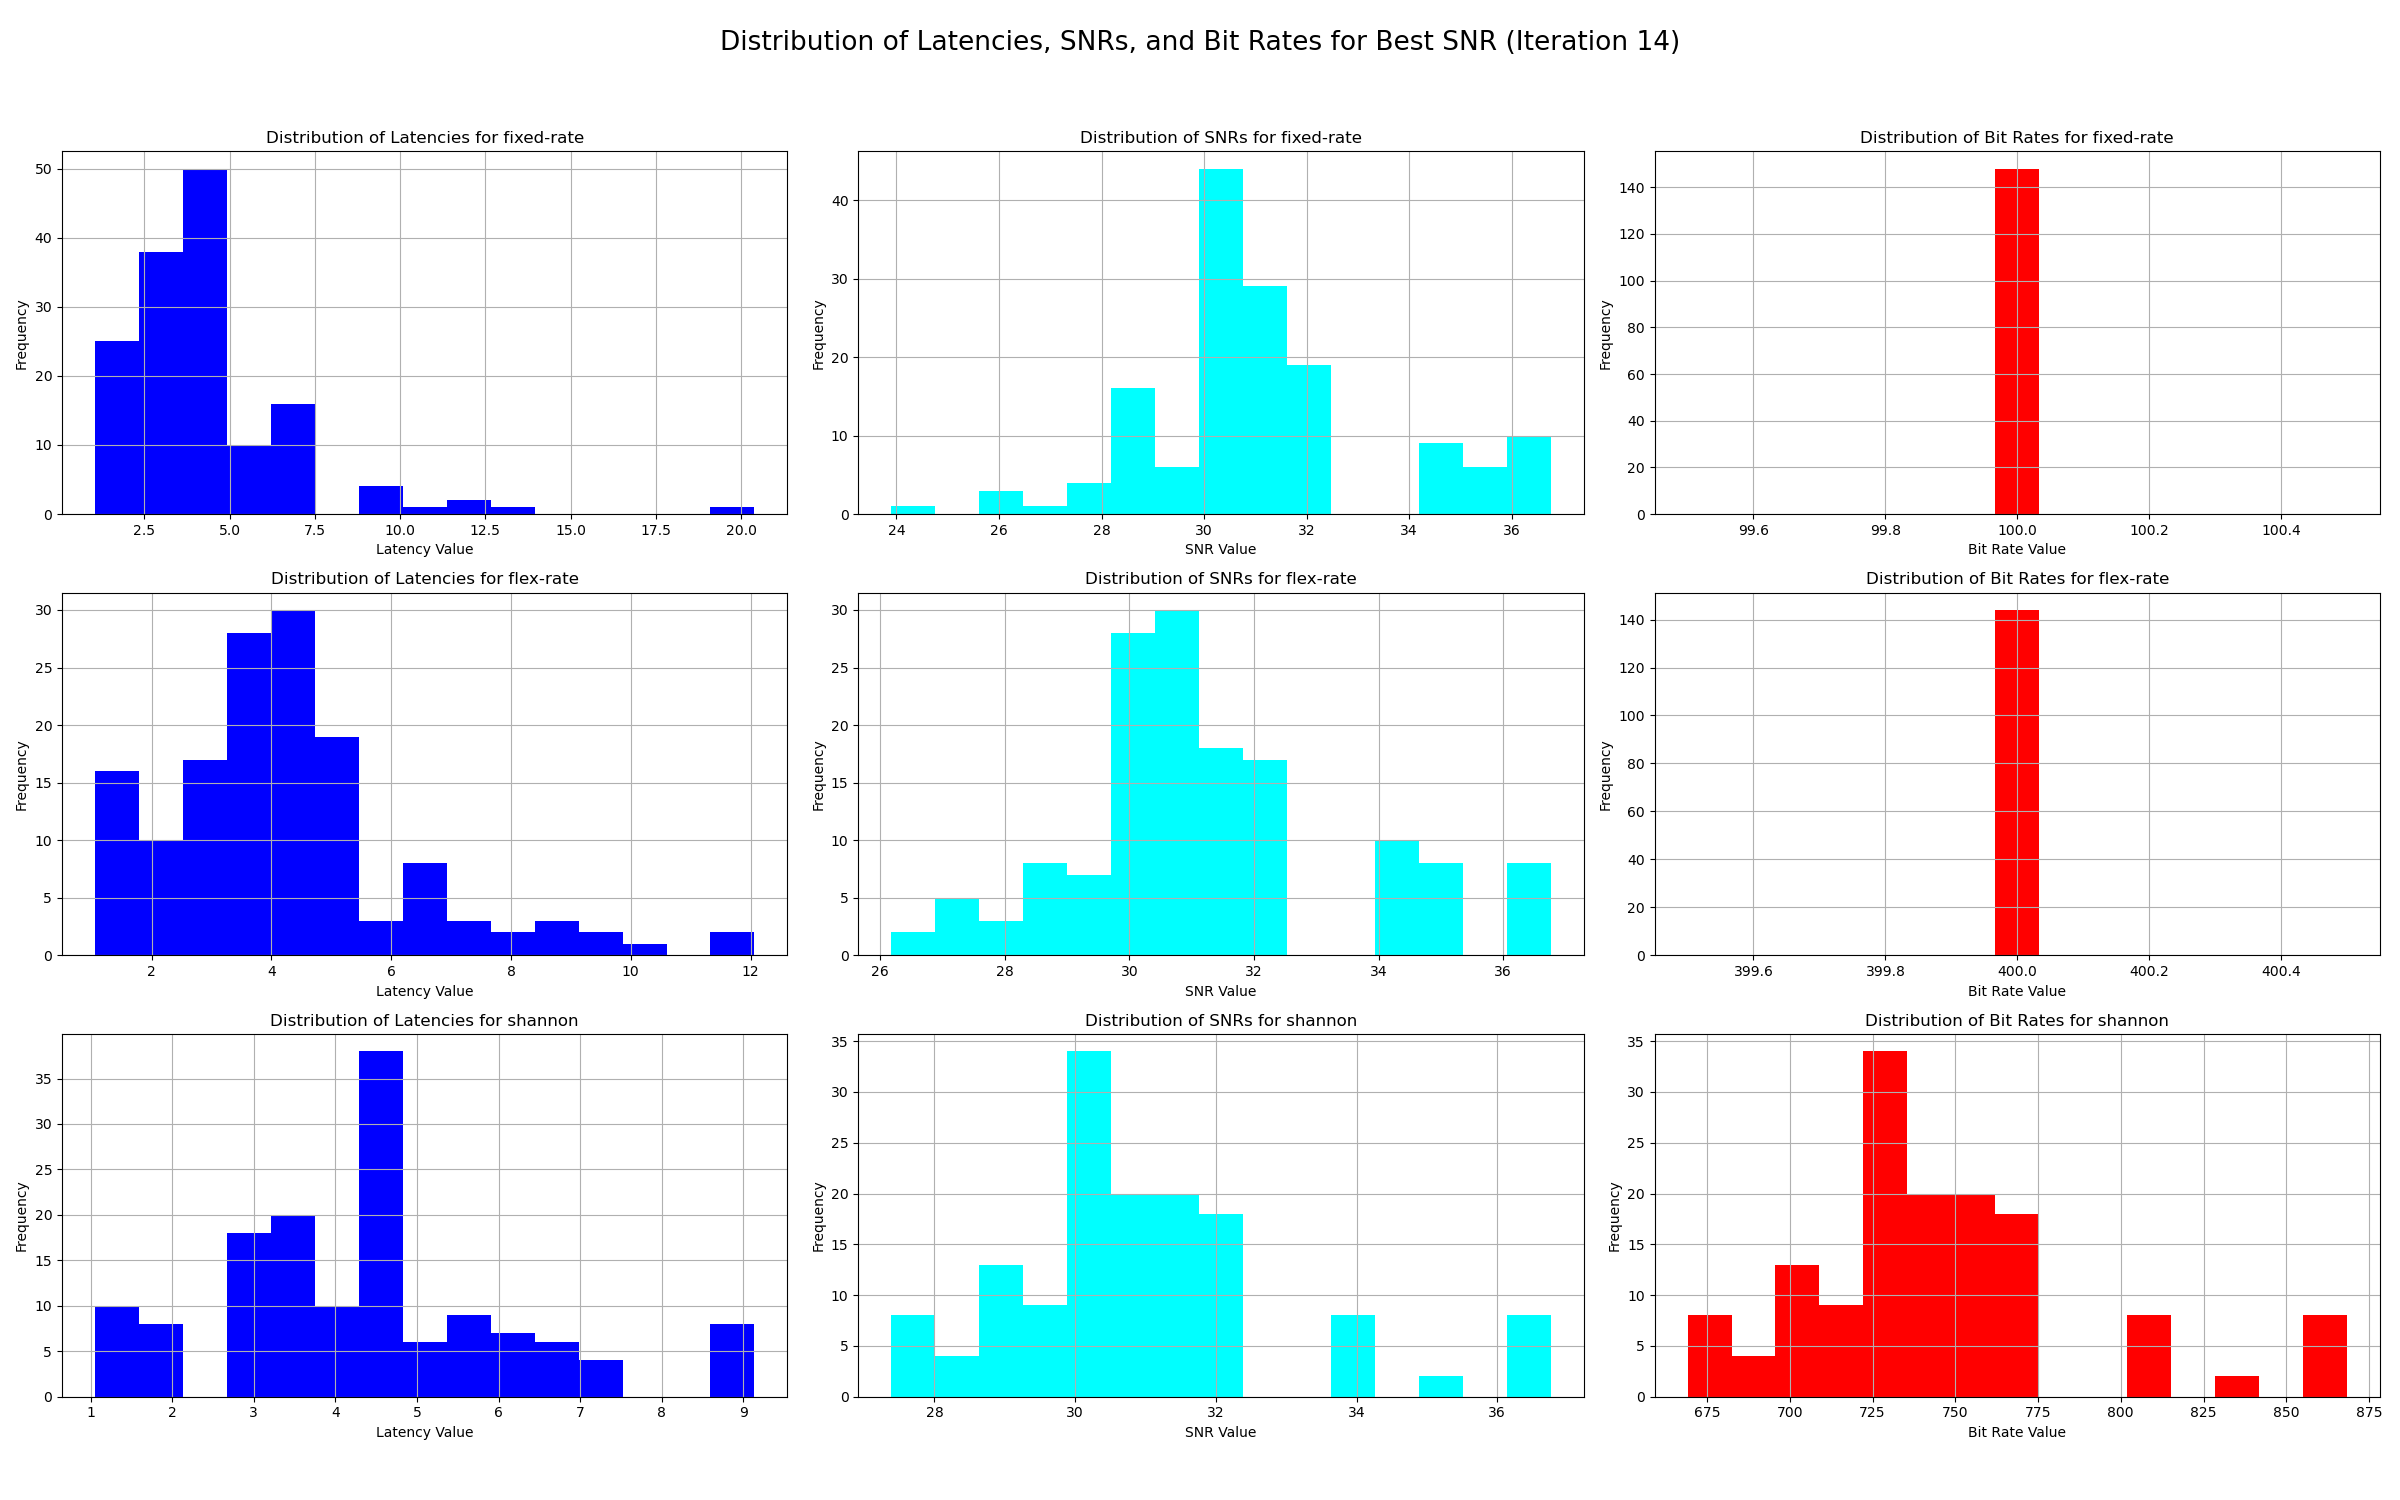 Distribution of Latencies, SNRs, and Bit Rates for Best SNR (Iteration 14)
Distribution of Latencies for fixed-rate
Frequency
50
40
30
20
10
0
2.5 5.0 7.5 10.0 12.5 15.0 17.5 20.0
Latency Value
Distribution of SNRs for fixed-rate
Frequency
40
30
20
10
0
24 26 28 30 32 34 36
SNR Value
Distribution of Bit Rates for fixed-rate
Frequency
140
120
100
80
60
40
20
0
99.6 99.8 100.0 100.2 100.4
Bit Rate Value
Distribution of Latencies for flex-rate
Frequency
30
25
20
15
10
5
0
2 4 6 8 10 12
Latency Value
Distribution of SNRs for flex-rate
Frequency
30
25
20
15
10
5
0
26 28 30 32 34 36
SNR Value
Distribution of Bit Rates for flex-rate
Frequency
140
120
100
80
60
40
20
0
399.6 399.8 400.0 400.2 400.4
Bit Rate Value
Distribution of Latencies for shannon
Frequency
35
30
25
20
15
10
5
0
1 2 3 4 5 6 7 8 9
Latency Value
Distribution of SNRs for shannon
Frequency
35
30
25
20
15
10
5
0
28 30 32 34 36
SNR Value
Distribution of Bit Rates for shannon
Frequency
35
30
25
20
15
10
5
0
675 700 725 750 775 800 825 850 875
Bit Rate Value